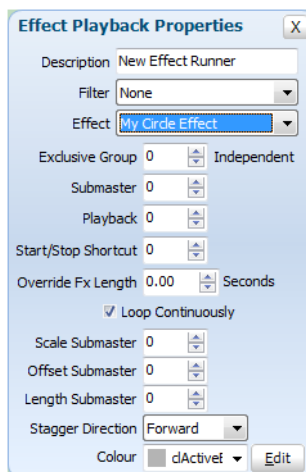 Effect Playback Properties X
Description New Effect Runner
Filter None
Effect My Circle Effect
Exclusive Group 0 Independent
Submaster 0
Playback 0
Start/Stop Shortcut 0
Override Fx Length 0.00 Seconds
Loop Continuously
Scale Submaster 0
Offset Submaster 0
Length Submaster 0
Stagger Direction Forward
Colour Edit